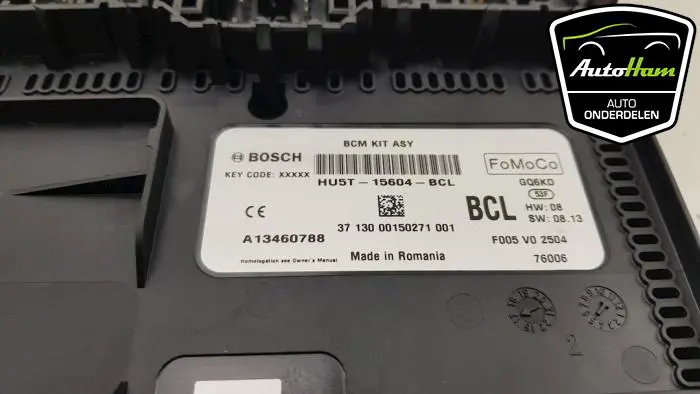 AutoHam
AUTO
ONDERDELEN
BCM KIT ASY
BOSCH
KEY CODE: XXXXX
HU5T-15604-BCL
FoMoCo
GQ6KD
53F
BCL
HW: 08
SW: 08.13
CE
37 130 00150271 001
A13460788
F005 V0 2504
Homologation see Owner's Manual
Made in Romania
76006
2